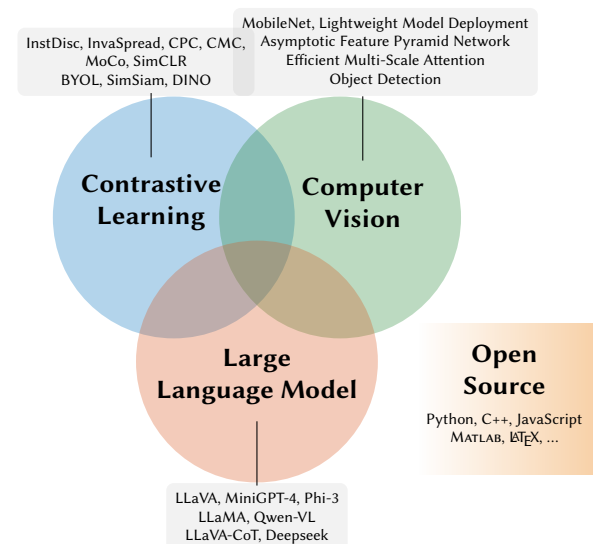 InstDisc, InvaSpread, CPC, CMC,
MoCo, SimCLR
BYOL, SimSiam, DINO
MobileNet, Lightweight Model Deployment
Asymptotic Feature Pyramid Network
Efficient Multi-Scale Attention
Object Detection
Contrastive
Learning
Computer
Vision
Large
Language Model
Open
Source
Python, C++, JavaScript
MATLAB, LATEX, ...
LLaVA, MiniGPT-4, Phi-3
LLaMA, Qwen-VL
LLaVA-CoT, Deepseek